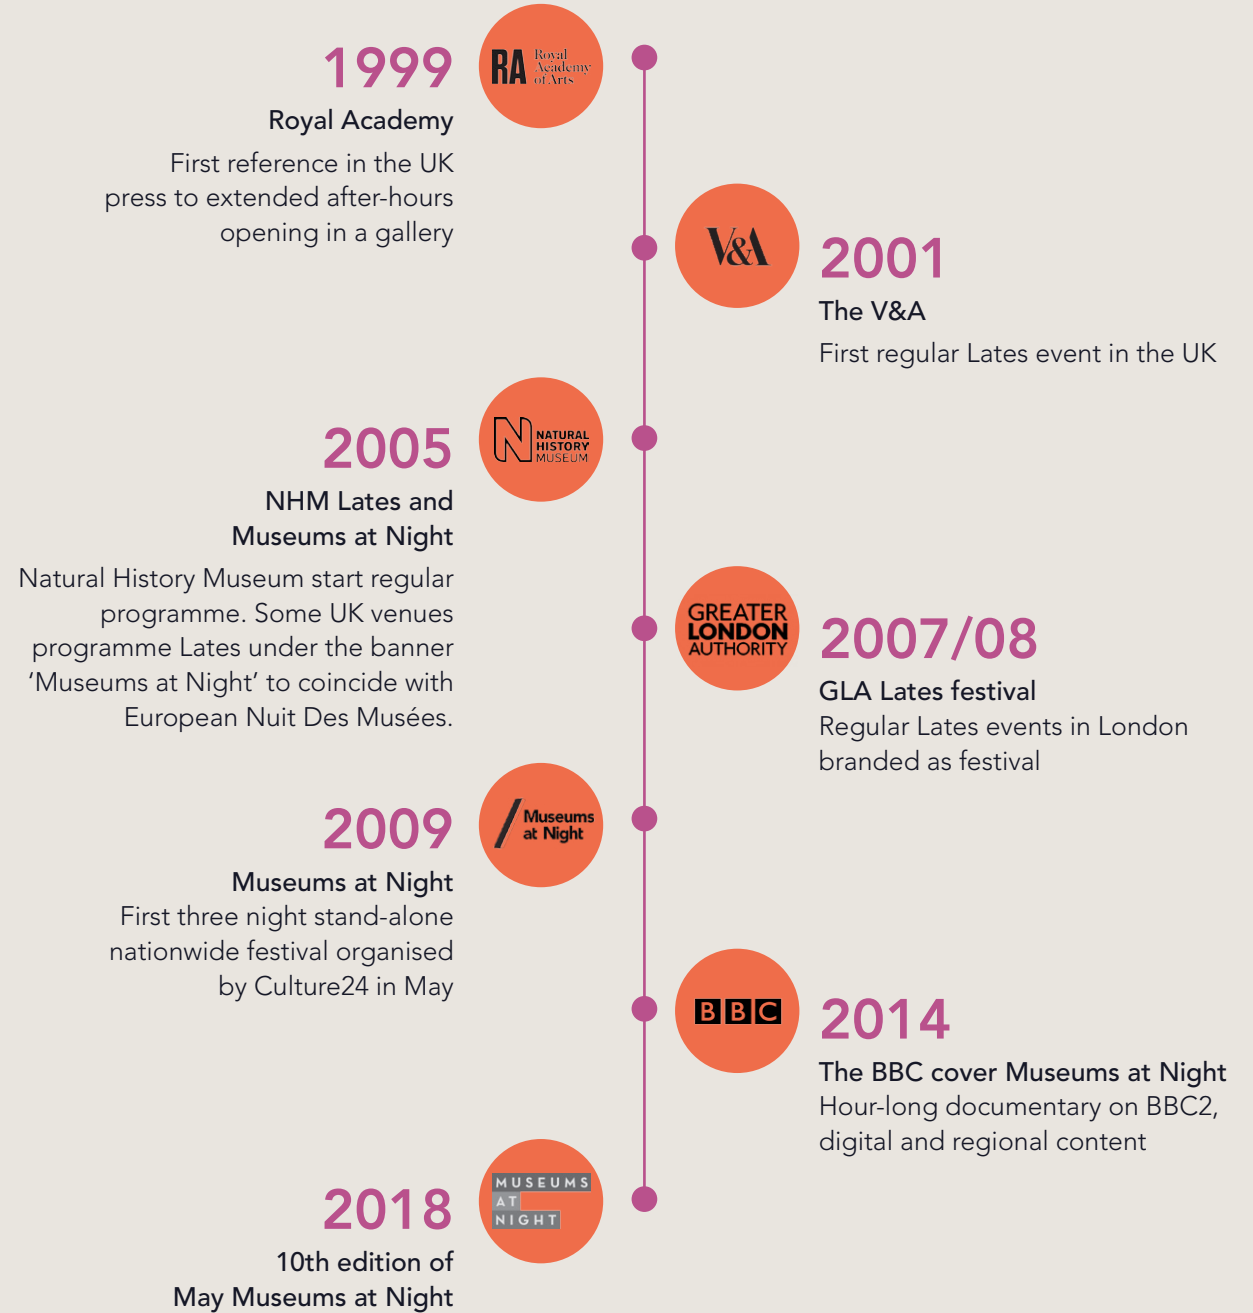 1999
RA Royal
Academy
of Arts
Royal Academy
First reference in the UK
press to extended after-hours
opening in a gallery
V&A
2001
The V&A
First regular Lates event in the UK
2005
N NATURAL
HISTORY
MUSEUM
NHM Lates and
Museums at Night
Natural History Museum start regular
programme. Some UK venues
programme Lates under the banner
‘Museums at Night’ to coincide with
European Nuit Des Musées.
GREATER
LONDON
AUTHORITY
2007/08
GLA Lates festival
Regular Lates events in London
branded as festival
2009
Museums
at Night
Museums at Night
First three night stand-alone
nationwide festival organised
by Culture24 in May
BBC
2014
The BBC cover Museums at Night
Hour-long documentary on BBC2,
digital and regional content
2018
MUSEUMS
AT
NIGHT
10th edition of
May Museums at Night